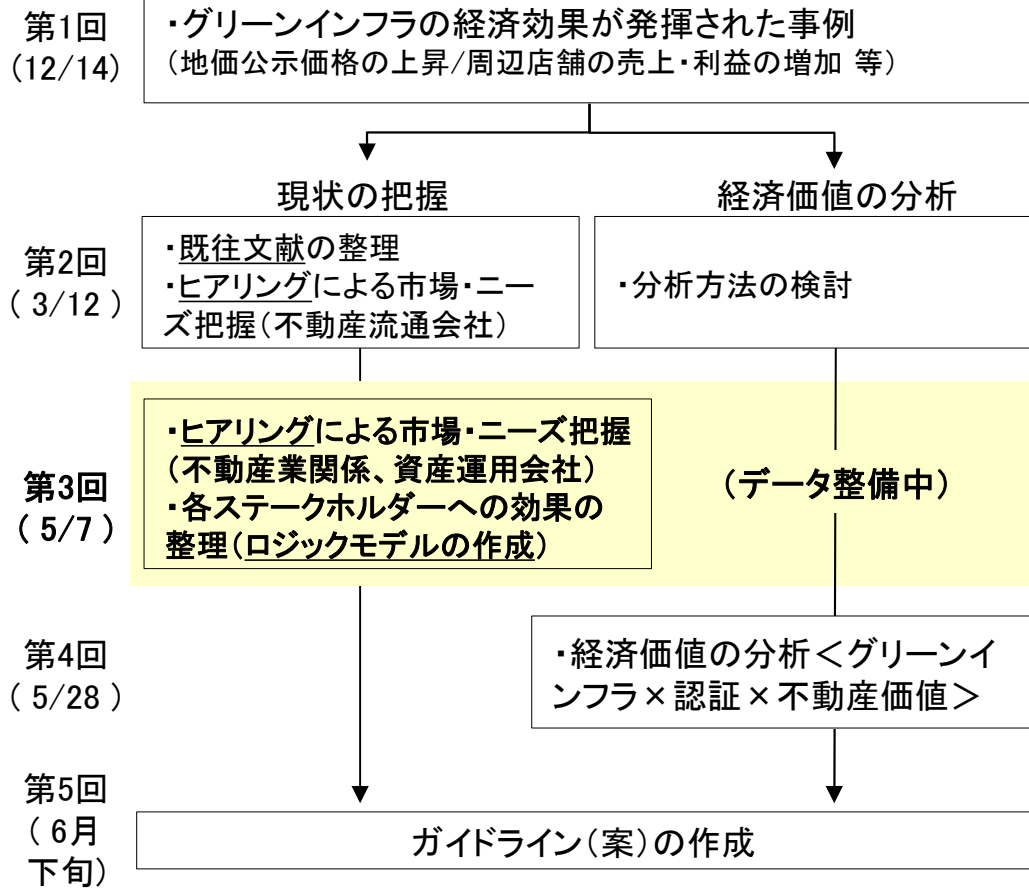 第1回
(12/14)
・グリーンインフラの経済効果が発揮された事例
(地価公示価格の上昇/周辺店舗の売上・利益の増加 等)
現状の把握
経済価値の分析
第2回
( 3/12 )
・既往文献の整理
・ヒアリングによる市場・ニー
ズ把握(不動産流通会社)
・分析方法の検討
第3回
( 5/7 )
・ヒアリングによる市場・ニーズ把握
(不動産業関係、資産運用会社)
・各ステークホルダーへの効果の
整理(ロジックモデルの作成)
(データ整備中)
第4回
( 5/28 )
・経済価値の分析<グリーンイ
ンフラ×認証×不動産価値>
第5回
( 6月
下旬)
ガイドライン(案)の作成